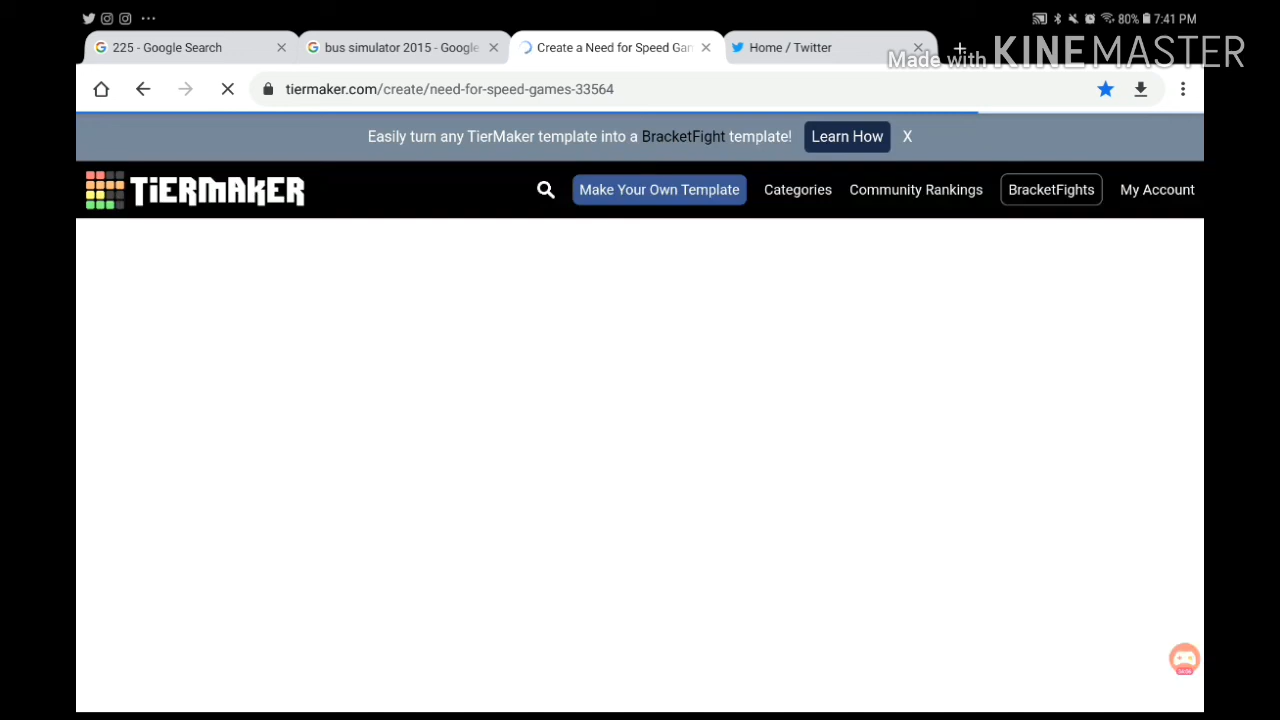 80% 7:41 PM
225 - Google Search
bus simulator 2015 - Google
Create a Need for Speed Gam
Home / Twitter
Made with KINEMASTER
tiermaker.com/create/need-for-speed-games-33564
Easily turn any TierMaker template into a BracketFight template! Learn How X
TiERMAKER
Make Your Own Template Categories Community Rankings BracketFights My Account